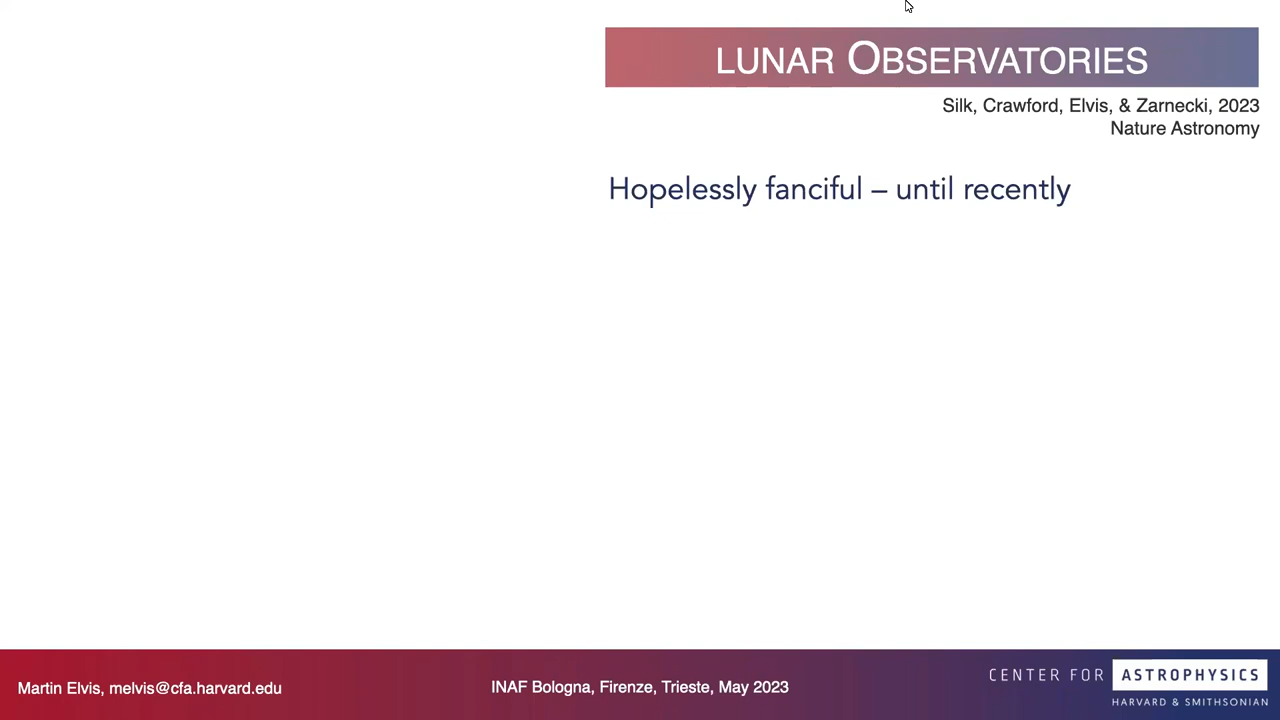 LUNAR OBSERVATORIES
Silk, Crawford, Elvis, & Zarnecki, 2023
Nature Astronomy
Hopelessly fanciful – until recently
Martin Elvis, melvis@cfa.harvard.edu
INAF Bologna, Firenze, Trieste, May 2023
CENTER FOR ASTROPHYSICS
HARVARD & SMITHSONIAN